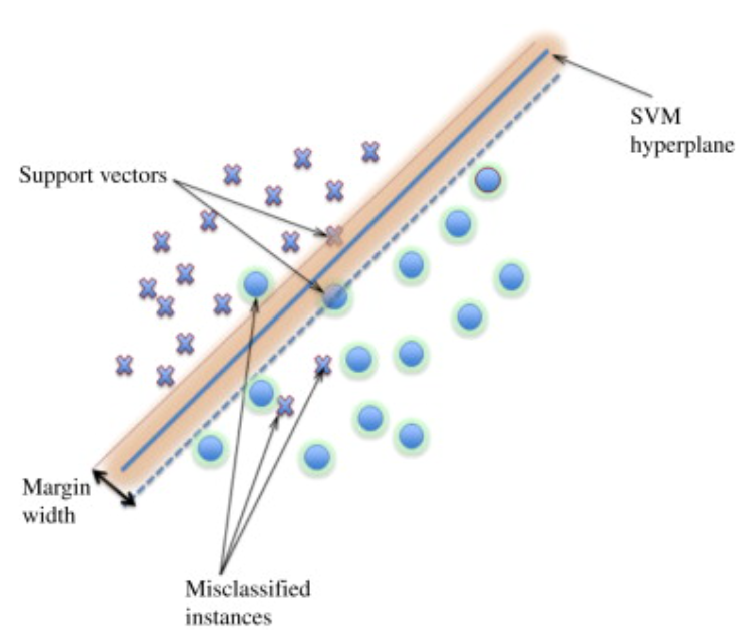 SVM
hyperplane
Support vectors
Margin
width
Misclassified
instances